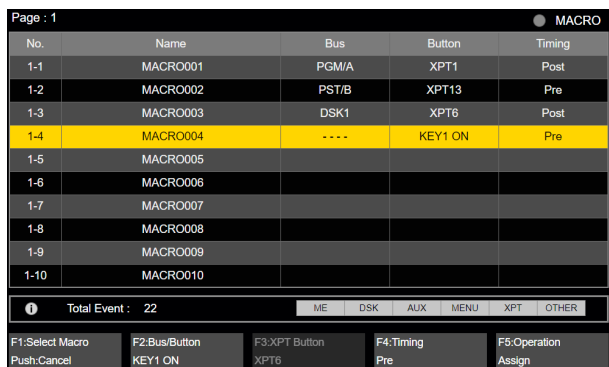 Page : 1 MACRO
No. Name Bus Button Timing
1-1 MACRO001 PGM/A XPT1 Post
1-2 MACRO002 PST/B XPT13 Pre
1-3 MACRO003 DSK1 XPT6 Post
1-4 MACRO004 ---- KEY1 ON Pre
1-5 MACRO005
1-6 MACRO006
1-7 MACRO007
1-8 MACRO008
1-9 MACRO009
1-10 MACRO010
Total Event : 22 ME DSK AUX MENU XPT OTHER
F1:Select Macro F2:Bus/Button F3:XPT Button F4:Timing F5:Operation
Push:Cancel KEY1 ON XPT6 Pre Assign